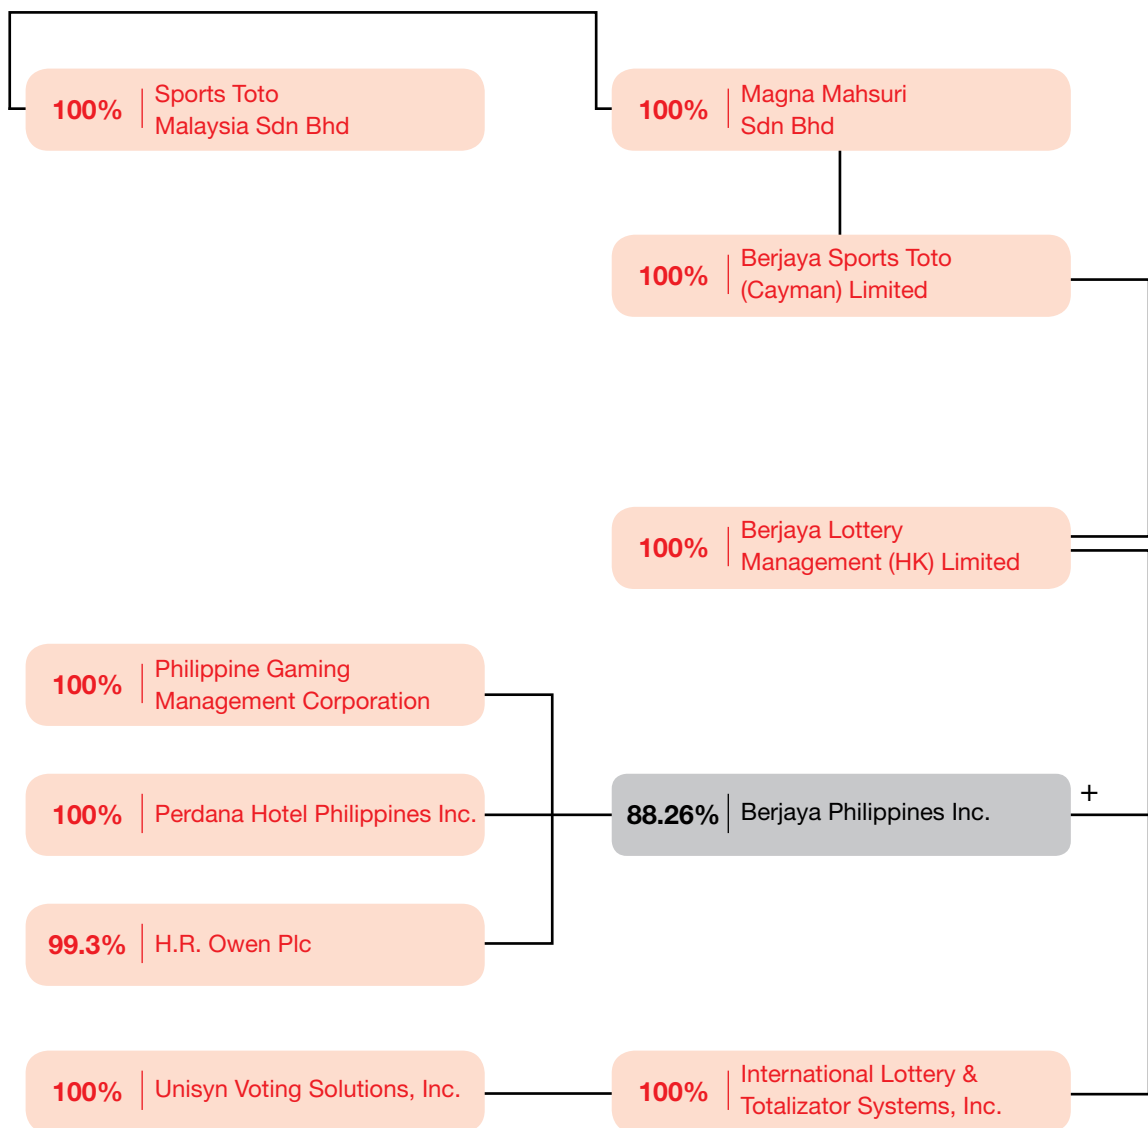 100%
Sports Toto
Malaysia Sdn Bhd
100%
Magna Mahsuri
Sdn Bhd
100%
Berjaya Sports Toto
(Cayman) Limited
100%
Berjaya Lottery
Management (HK) Limited
100%
Philippine Gaming
Management Corporation
100%
Perdana Hotel Philippines Inc.
88.26%
Berjaya Philippines Inc.
+
99.3%
H.R. Owen Plc
100%
Unisyn Voting Solutions, Inc.
100%
International Lottery &
Totalizator Systems, Inc.